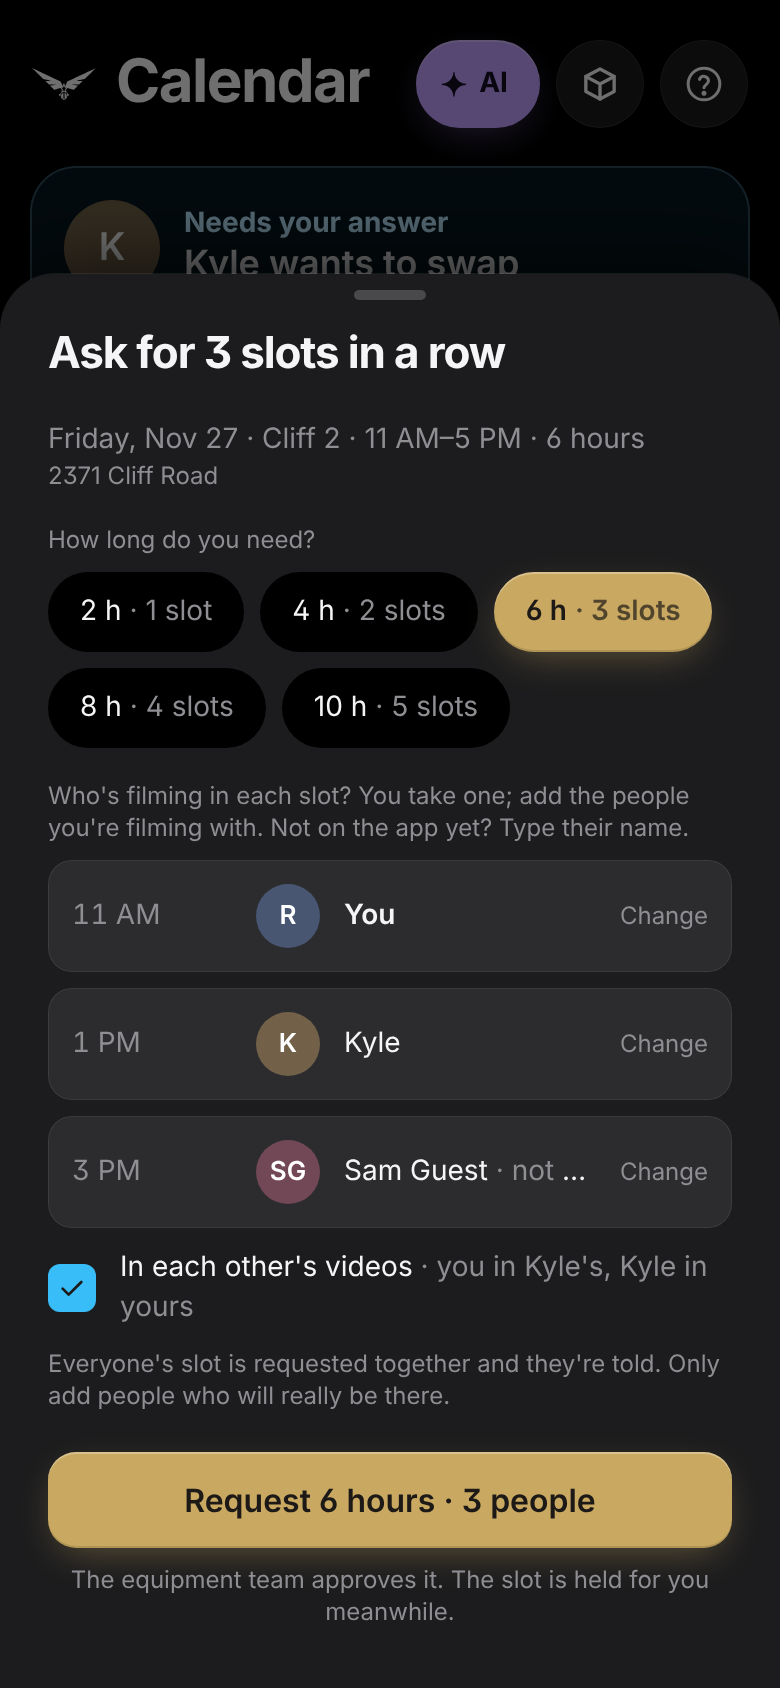 Calendar
AI
K
Needs your answer
Kyle wants to swap
Ask for 3 slots in a row
Friday, Nov 27 · Cliff 2 · 11 AM–5 PM · 6 hours
2371 Cliff Road
How long do you need?
2 h · 1 slot
4 h · 2 slots
6 h · 3 slots
8 h · 4 slots
10 h · 5 slots
Who's filming in each slot? You take one; add the people
you're filming with. Not on the app yet? Type their name.
11 AM R You Change
1 PM K Kyle Change
3 PM SG Sam Guest · not ... Change
In each other's videos · you in Kyle's, Kyle in
yours
Everyone's slot is requested together and they're told. Only
add people who will really be there.
Request 6 hours · 3 people
The equipment team approves it. The slot is held for you
meanwhile.